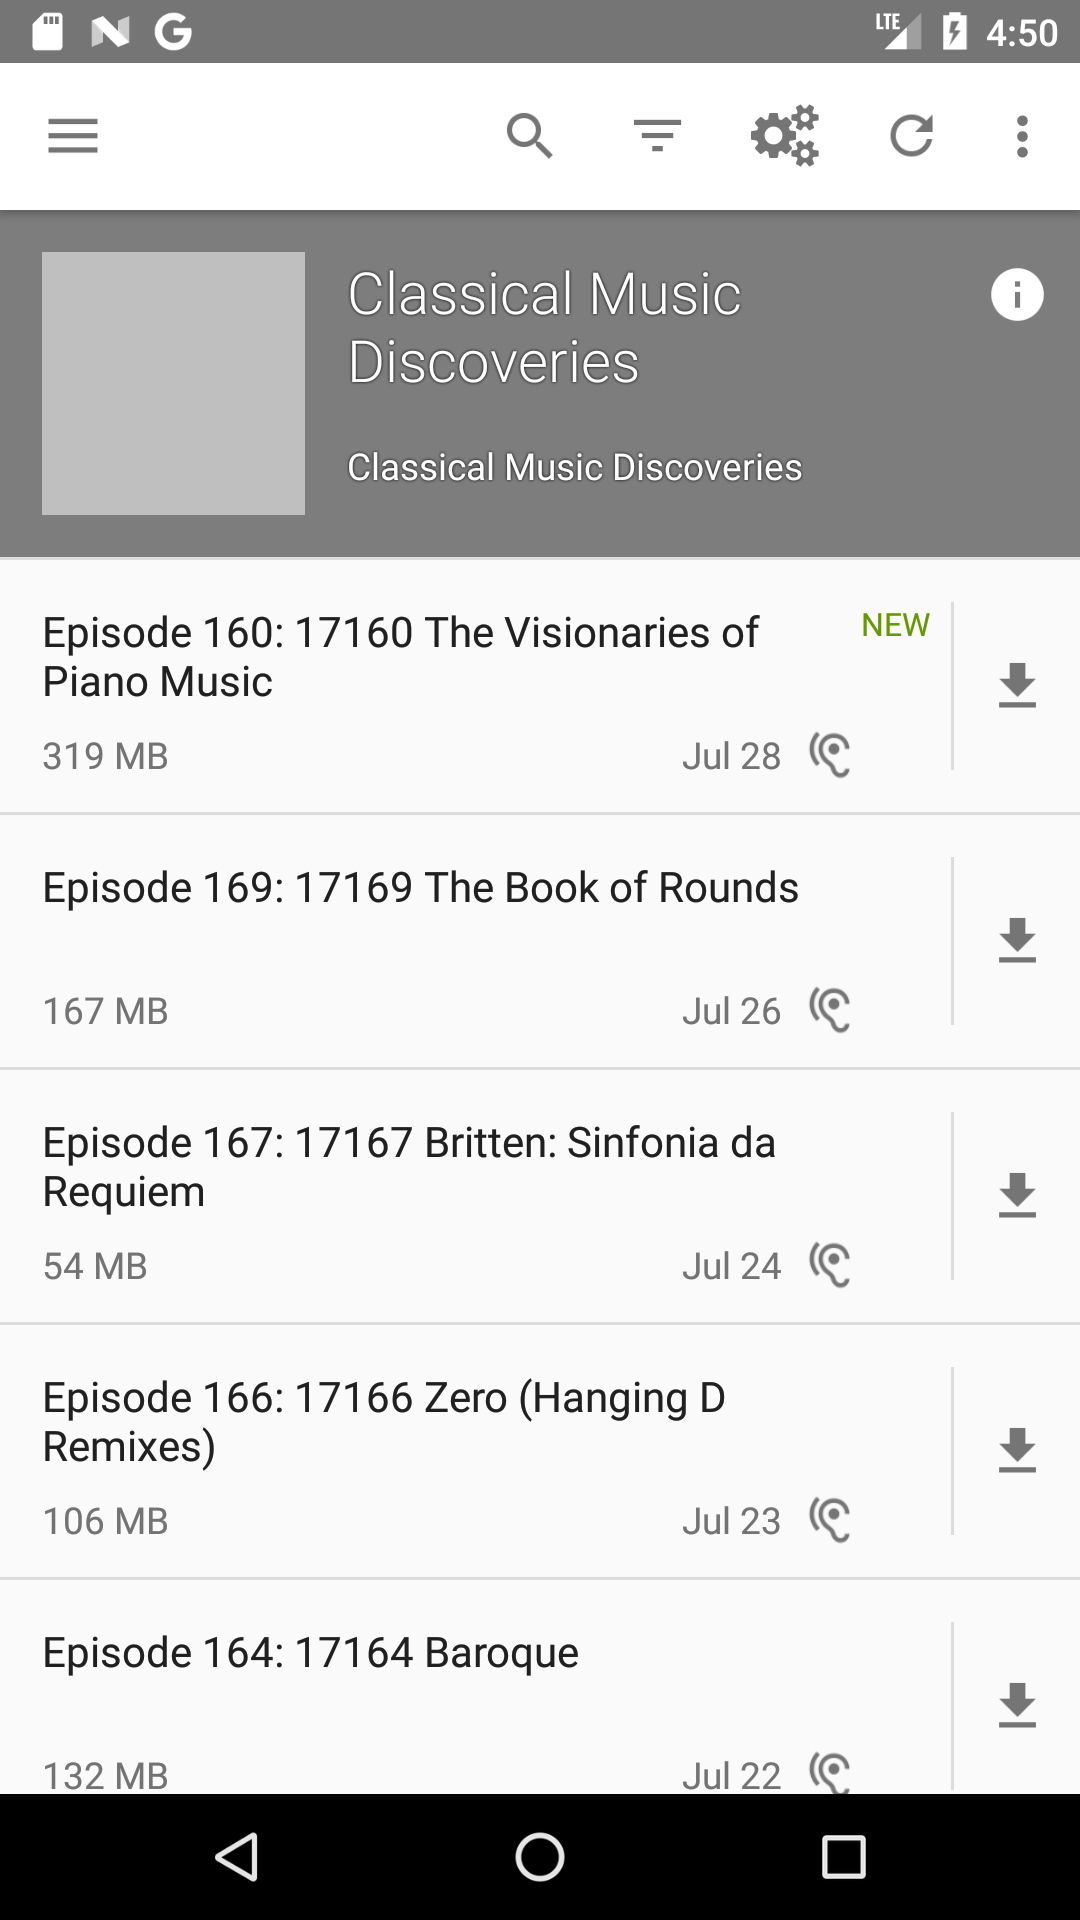 LTE 4:50
Classical Music
Discoveries
Classical Music Discoveries
Episode 160: 17160 The Visionaries of
Piano Music
NEW
319 MB
Jul 28
Episode 169: 17169 The Book of Rounds
167 MB
Jul 26
Episode 167: 17167 Britten: Sinfonia da
Requiem
54 MB
Jul 24
Episode 166: 17166 Zero (Hanging D
Remixes)
106 MB
Jul 23
Episode 164: 17164 Baroque
132 MB
Jul 22